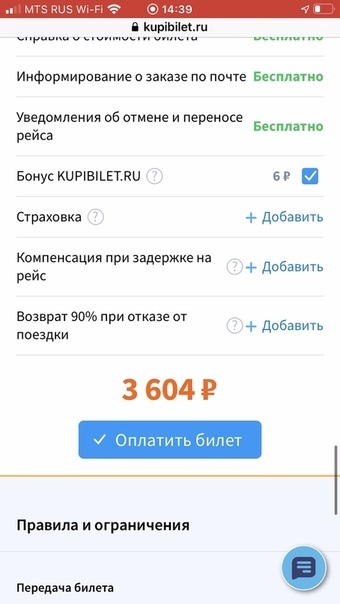 MTS RUS Wi-Fi 14:39
kupibilet.ru
Справка о стоимости билета Бесплатно
Информирование о заказе по почте Бесплатно
Уведомления об отмене и переносе
рейса
Бесплатно
Бонус KUPIBILET.RU ? 6 ₽
Страховка ? + Добавить
Компенсация при задержке на
рейс
? + Добавить
Возврат 90% при отказе от
поездки
? + Добавить
3 604 ₽
Оплатить билет
Правила и ограничения
Передача билета